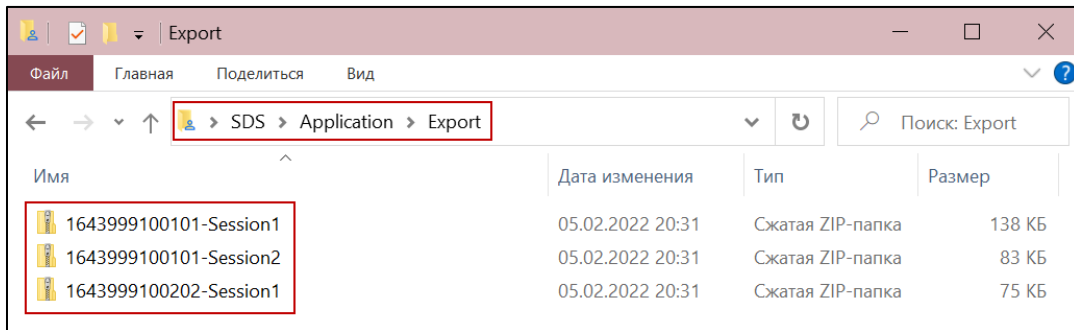 Export
Файл Главная Поделиться Вид
SDS > Application > Export Поиск: Export
Имя Дата изменения Тип Размер
1643999100101-Session1 05.02.2022 20:31 Сжатая ZIP-папка 138 КБ
1643999100101-Session2 05.02.2022 20:31 Сжатая ZIP-папка 83 КБ
1643999100202-Session1 05.02.2022 20:31 Сжатая ZIP-папка 75 КБ